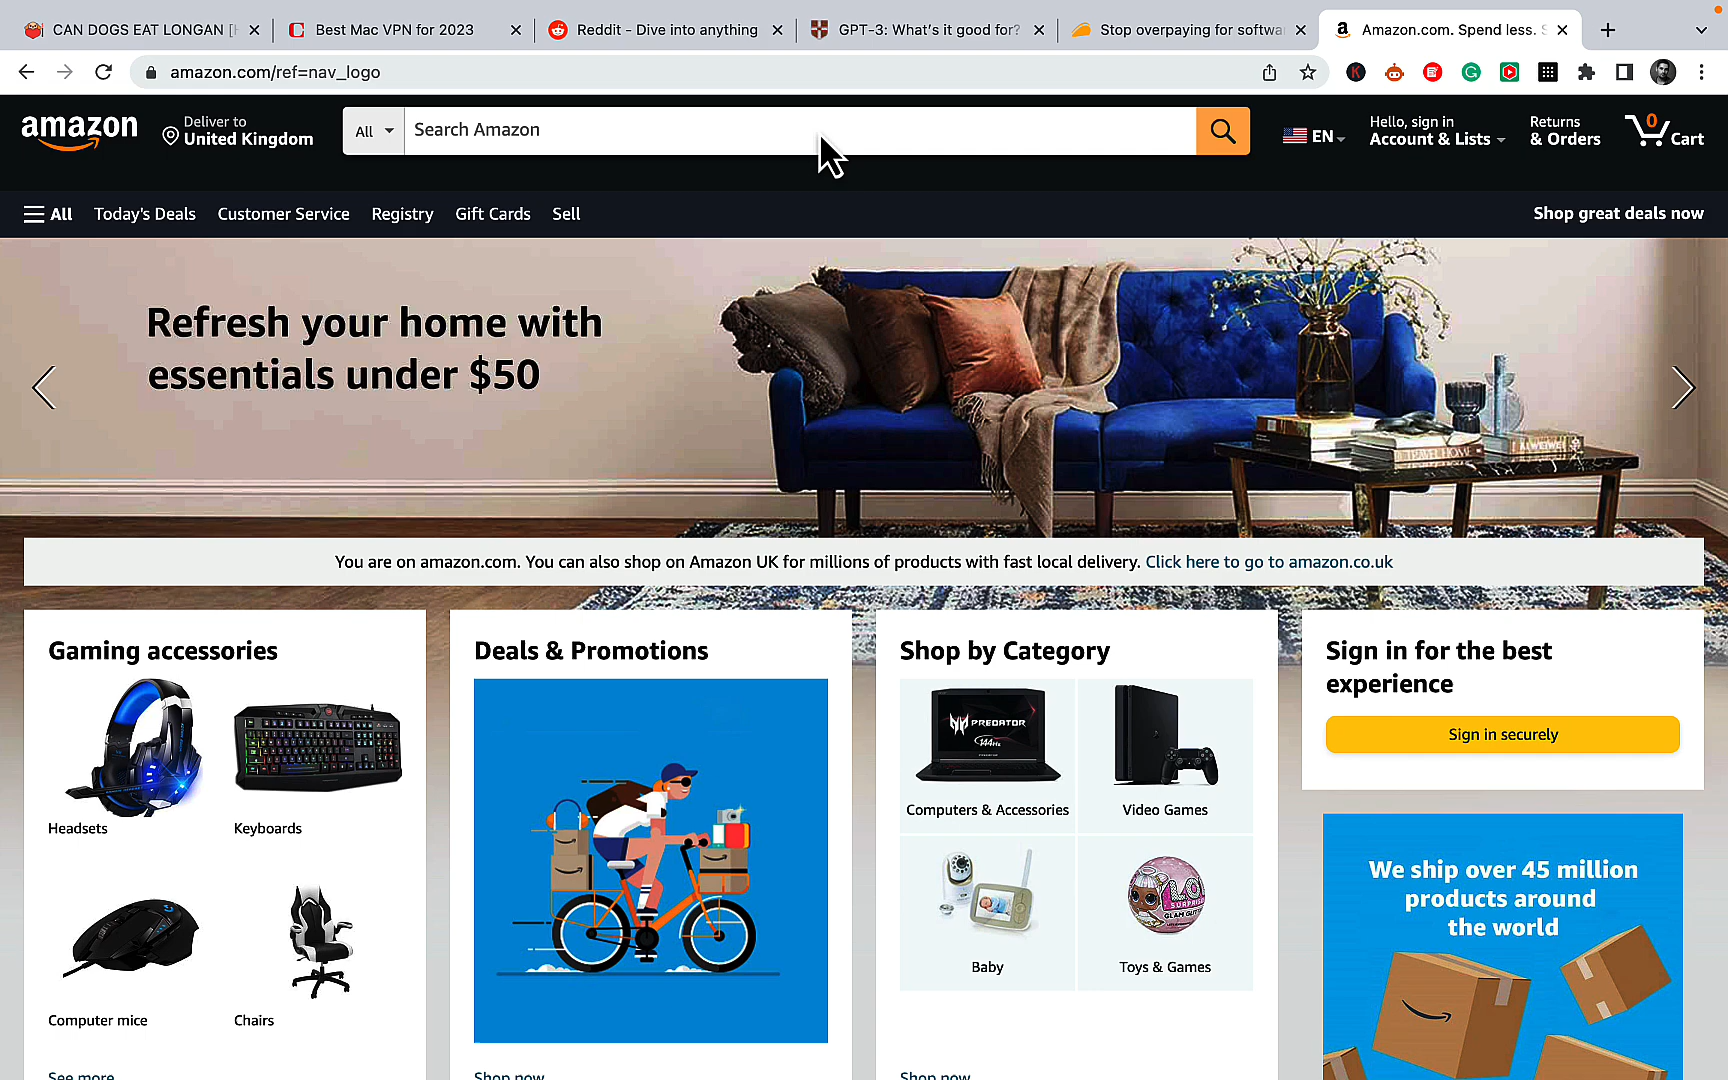 CAN DOGS EAT LONGAN [
Best Mac VPN for 2023
Reddit - Dive into anything
GPT-3: What's it good for?
Stop overpaying for softwa
Amazon.com. Spend less. S
amazon.com/ref=nav_logo
amazon
Deliver to
United Kingdom
All
Search Amazon
EN
Hello, sign in
Account & Lists
Returns
& Orders
0
Cart
All
Today's Deals
Customer Service
Registry
Gift Cards
Sell
Shop great deals now
Refresh your home with
essentials under $50
You are on amazon.com. You can also shop on Amazon UK for millions of products with fast local delivery. Click here to go to amazon.co.uk
Gaming accessories
Headsets
Keyboards
Computer mice
Chairs
See more
Deals & Promotions
Shop now
Shop by Category
PREDATOR
144Hz
Computers & Accessories
Video Games
Baby
Toys & Games
Shop now
Sign in for the best
experience
Sign in securely
We ship over 45 million
products around
the world